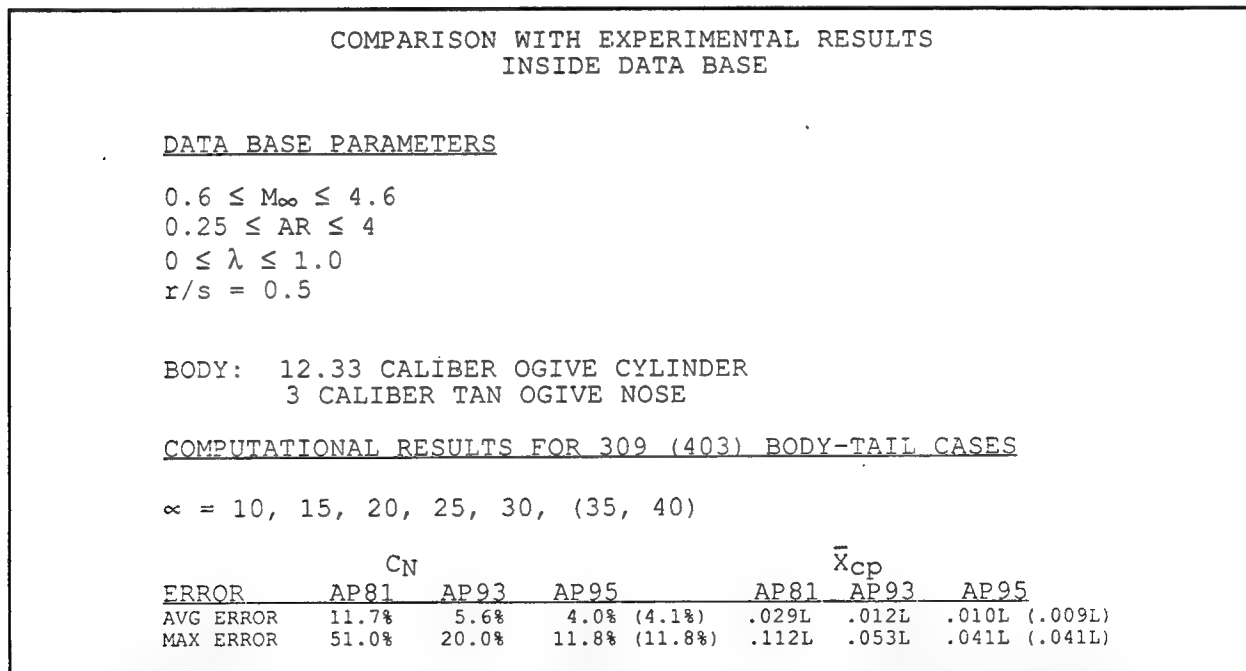 COMPARISON WITH EXPERIMENTAL RESULTS
INSIDE DATA BASE
DATA BASE PARAMETERS
0.6 ≤ M∞ ≤ 4.6
0.25 ≤ AR ≤ 4
0 ≤ λ ≤ 1.0
r/s = 0.5
BODY: 12.33 CALIBER OGIVE CYLINDER
3 CALIBER TAN OGIVE NOSE
COMPUTATIONAL RESULTS FOR 309 (403) BODY-TAIL CASES
∝ = 10, 15, 20, 25, 30, (35, 40)
CN X̄cp
ERROR AP81 AP93 AP95 AP81 AP93 AP95
AVG ERROR 11.7% 5.6% 4.0% (4.1%) .029L .012L .010L (.009L)
MAX ERROR 51.0% 20.0% 11.8% (11.8%) .112L .053L .041L (.041L)